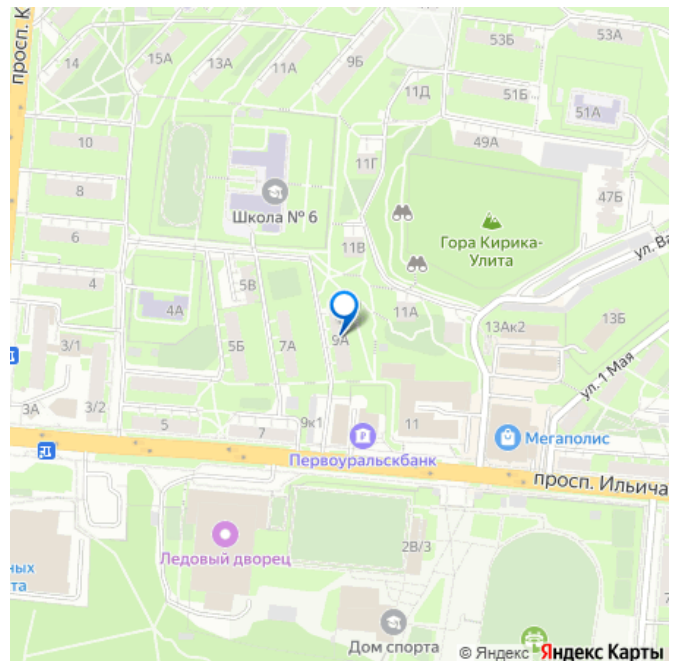 просп. К
53Б
53А
9Б
14
15А
13А
11А
11Д
51Б
51А
10
49А
11Г
8
47Б
Школа № 6
6
11В
Гора Кирика-
Улита
ул. Ва
4
5В
4А
11А
13Ак2
13Б
3/1
5Б
7А
9А
ул. 1 Мая
3А
3/2
5
7
9к1
11
Мегаполис
Первоуральскбанк
просп. Ильича
Ледовый дворец
2В/3
ных
та
7
Дом спорта
© Яндекс Яндекс Карты